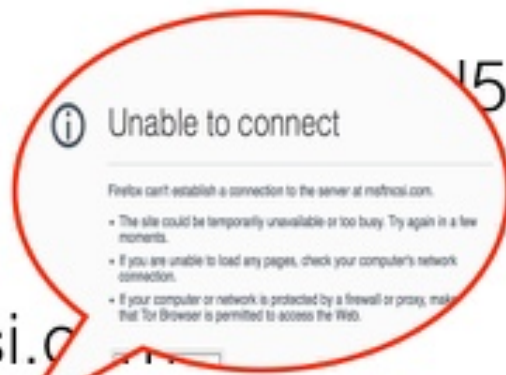 Unable to connect
Firefox can't establish a connection to the server at msftncsi.com.
• The site could be temporarily unavailable or too busy. Try again in a few
moments.
• If you are unable to load any pages, check your computer's network
connection.
• If your computer or network is protected by a firewall or proxy, make
that Tor Browser is permitted to access the Web.